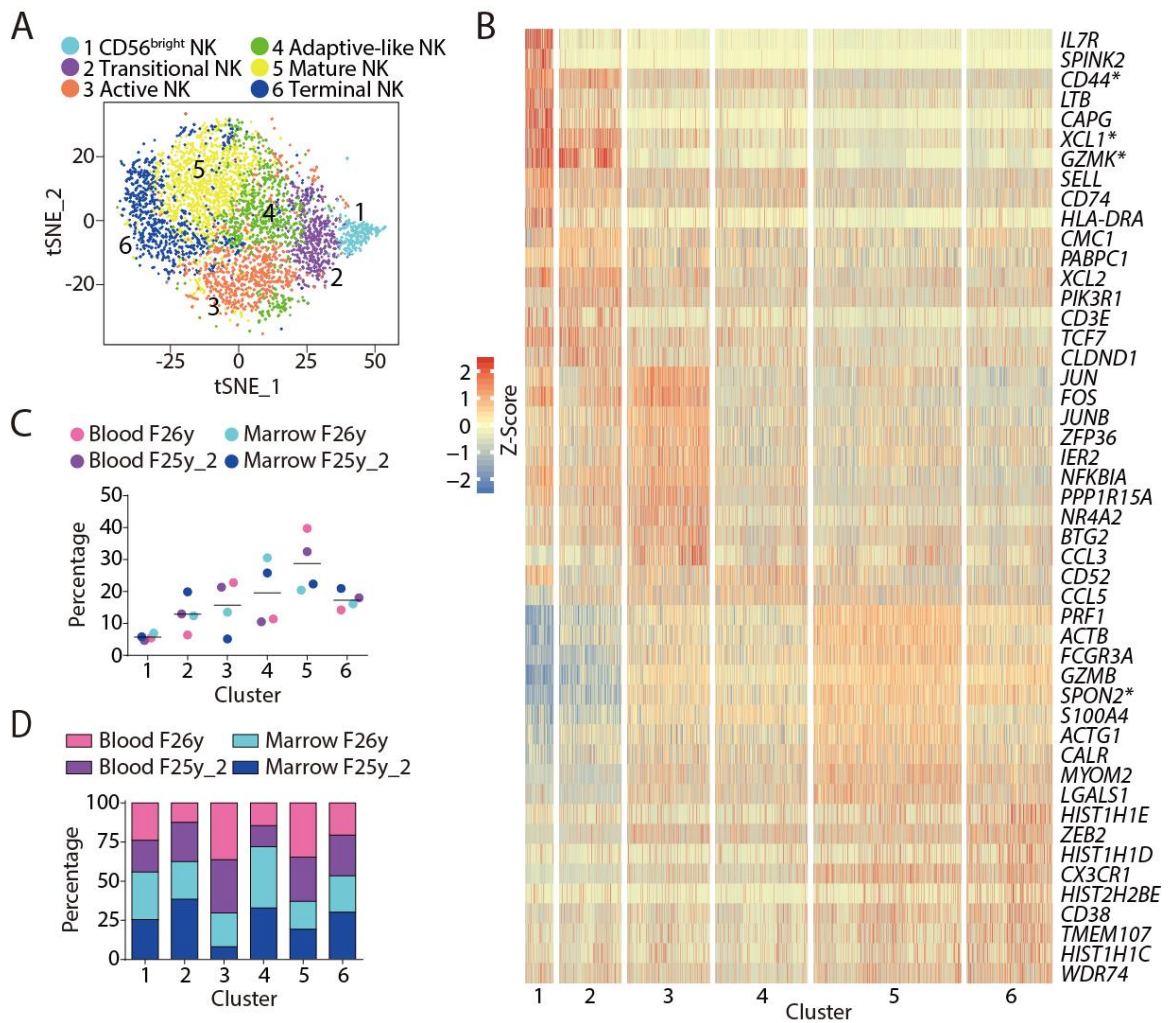 A
1 CD56bright NK
4 Adaptive-like NK
2 Transitional NK
5 Mature NK
3 Active NK
6 Terminal NK
20
0
-20
tSNE_2
1
2
3
4
5
6
-25
0
25
50
tSNE_1
B
IL7R
SPINK2
CD44*
LTB
CAPG
XCL1*
GZMK*
SELL
CD74
HLA-DRA
CMC1
PABPC1
XCL2
PIK3R1
CD3E
TCF7
CLDND1
JUN
FOS
JUNB
ZFP36
IER2
NFKBIA
PPP1R15A
NR4A2
BTG2
CCL3
CD52
CCL5
PRF1
ACTB
FCGR3A
GZMB
SPON2*
S100A4
ACTG1
CALR
MYOM2
LGALS1
HIST1H1E
ZEB2
HIST1H1D
CX3CR1
HIST2H2BE
CD38
TMEM107
HIST1H1C
WDR74
1 2 3 4 5 6
Cluster
2
1
0
−1
−2
Z-Score
C
Blood F26y
Marrow F26y
Blood F25y_2
Marrow F25y_2
50
40
30
20
10
0
Percentage
1 2 3 4 5 6
Cluster
D
Blood F26y
Marrow F26y
Blood F25y_2
Marrow F25y_2
100
75
50
25
0
Percentage
1 2 3 4 5 6
Cluster